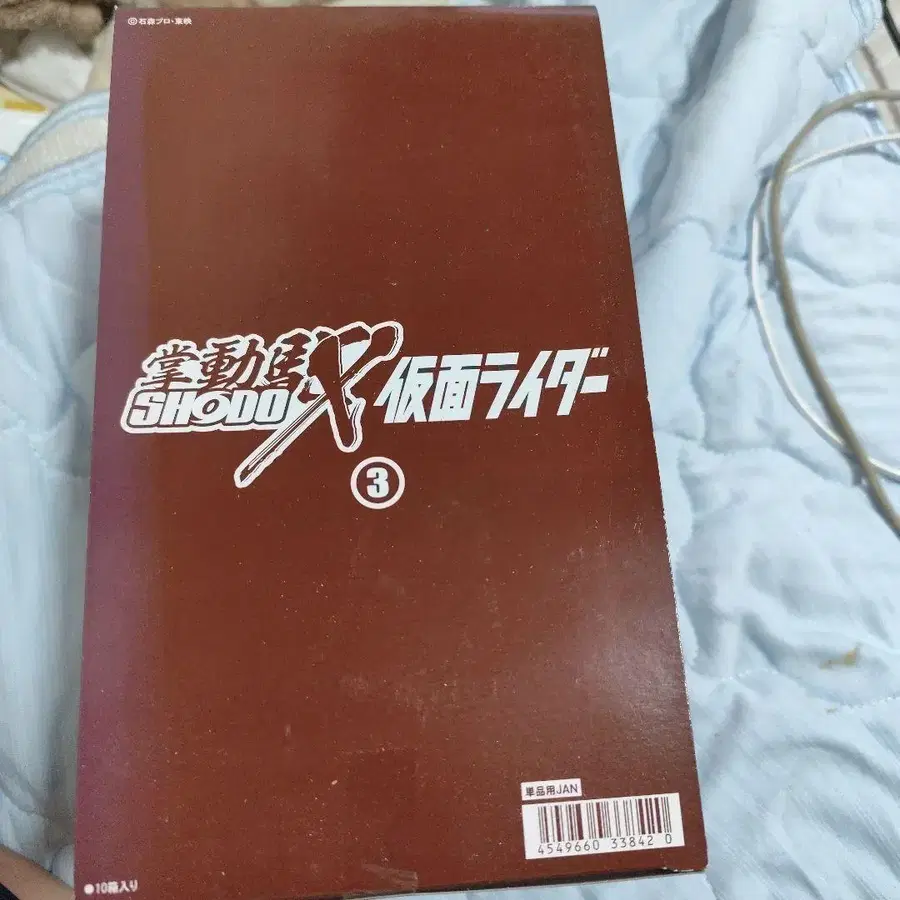 ©石森プロ・東映
掌動駆 仮面ライダー
SHODO X
③
単品用JAN
4549660 33842 0
●10箱入り